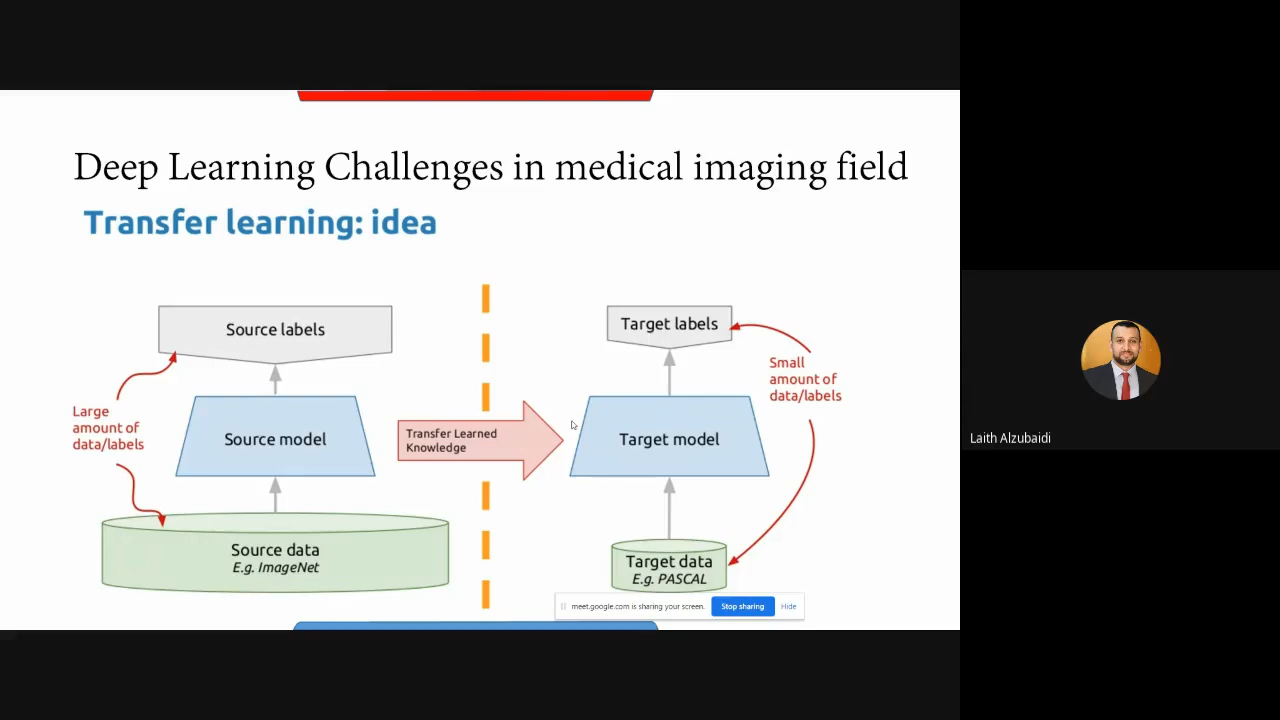 Deep Learning Challenges in medical imaging field
Transfer learning: idea
Source labels
Large
amount of
data/labels
Source model
Source data
E.g. ImageNet
Transfer Learned
Knowledge
Target labels
Small
amount of
data/labels
Target model
Target data
E.g. PASCAL
meet.google.com is sharing your screen.
Stop sharing
Hide
Laith Alzubaidi